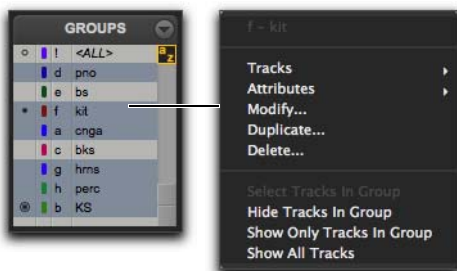 GROUPS
a z
! <ALL>
d pno
e bs
f kit
a cnga
c bks
g hrns
h perc
b KS
f - kit
Tracks
Attributes
Modify...
Duplicate...
Delete...
Select Tracks In Group
Hide Tracks In Group
Show Only Tracks In Group
Show All Tracks